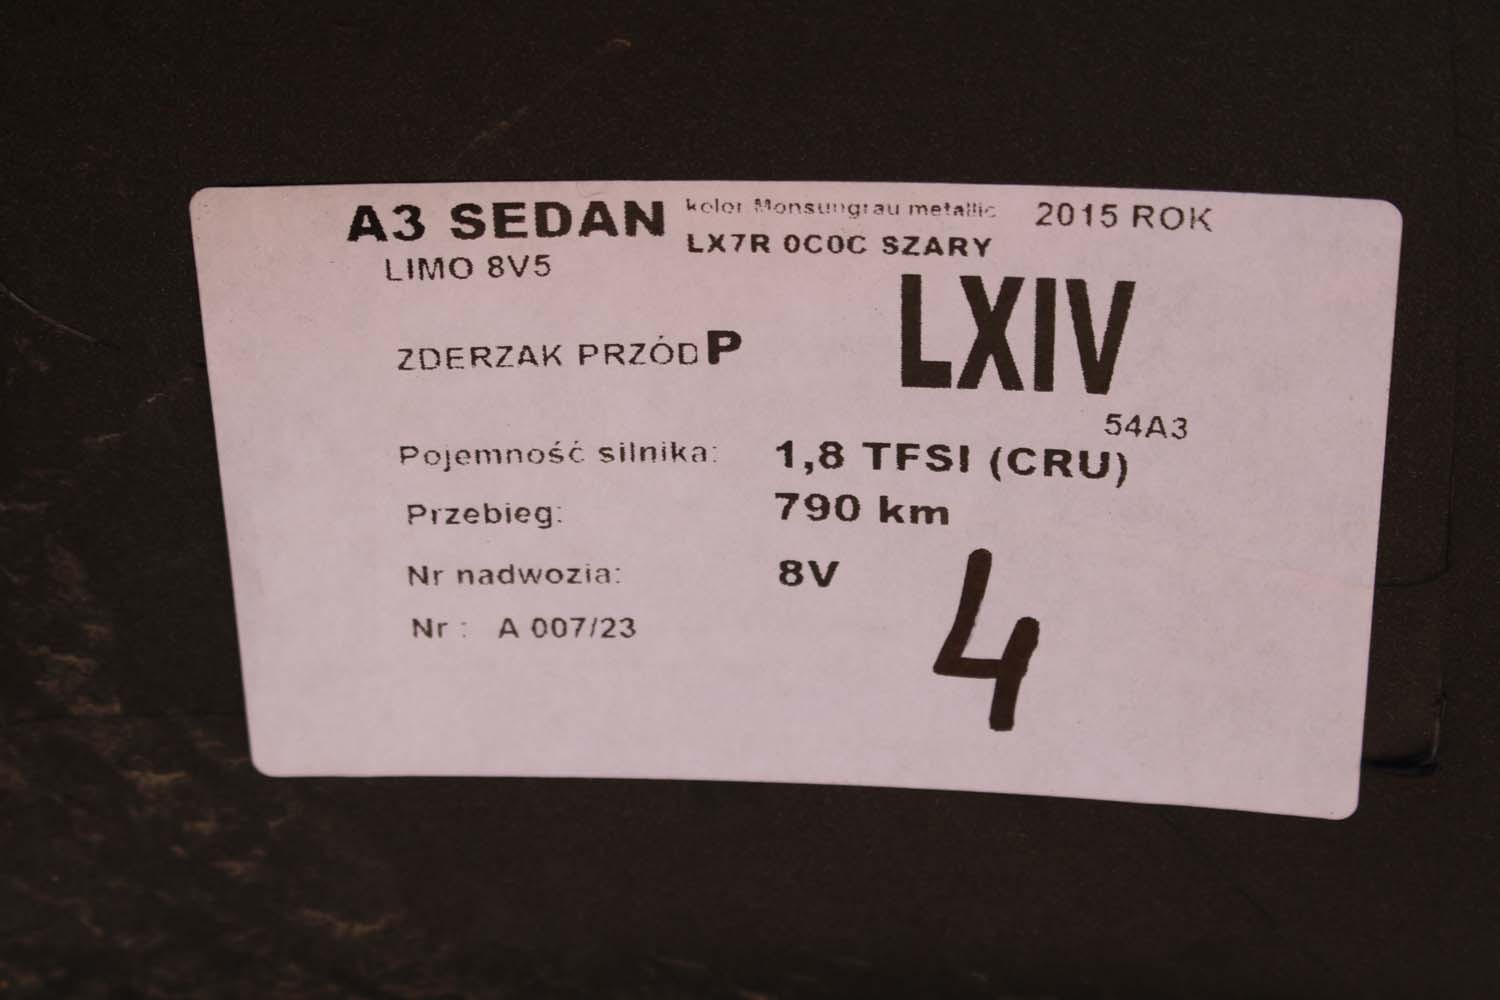 A3 SEDAN
kolor Monsungrau metallic
2015 ROK
LIMO 8V5
LX7R 0C0C SZARY
LXIV
ZDERZAK PRZÓD P
54A3
Pojemność silnika: 1,8 TFSI (CRU)
Przebieg: 790 km
Nr nadwozia: 8V
Nr : A 007/23
4